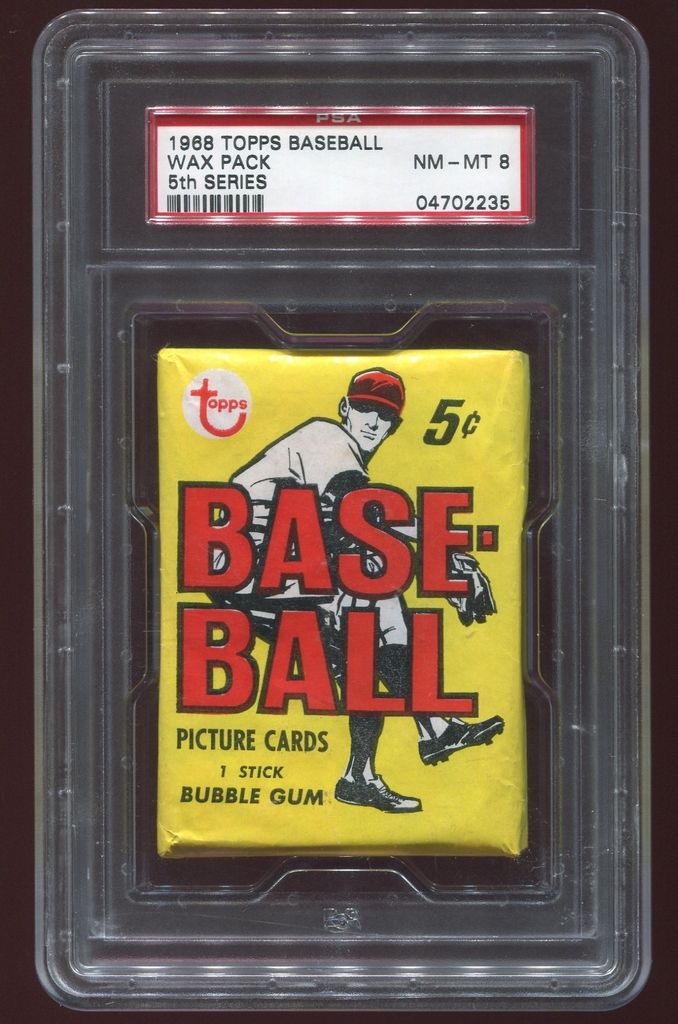 PSA
1968 TOPPS BASEBALL
WAX PACK NM-MT 8
5th SERIES
04702235
topps
5¢
BASE-
BALL
PICTURE CARDS
1 STICK
BUBBLE GUM
PSA